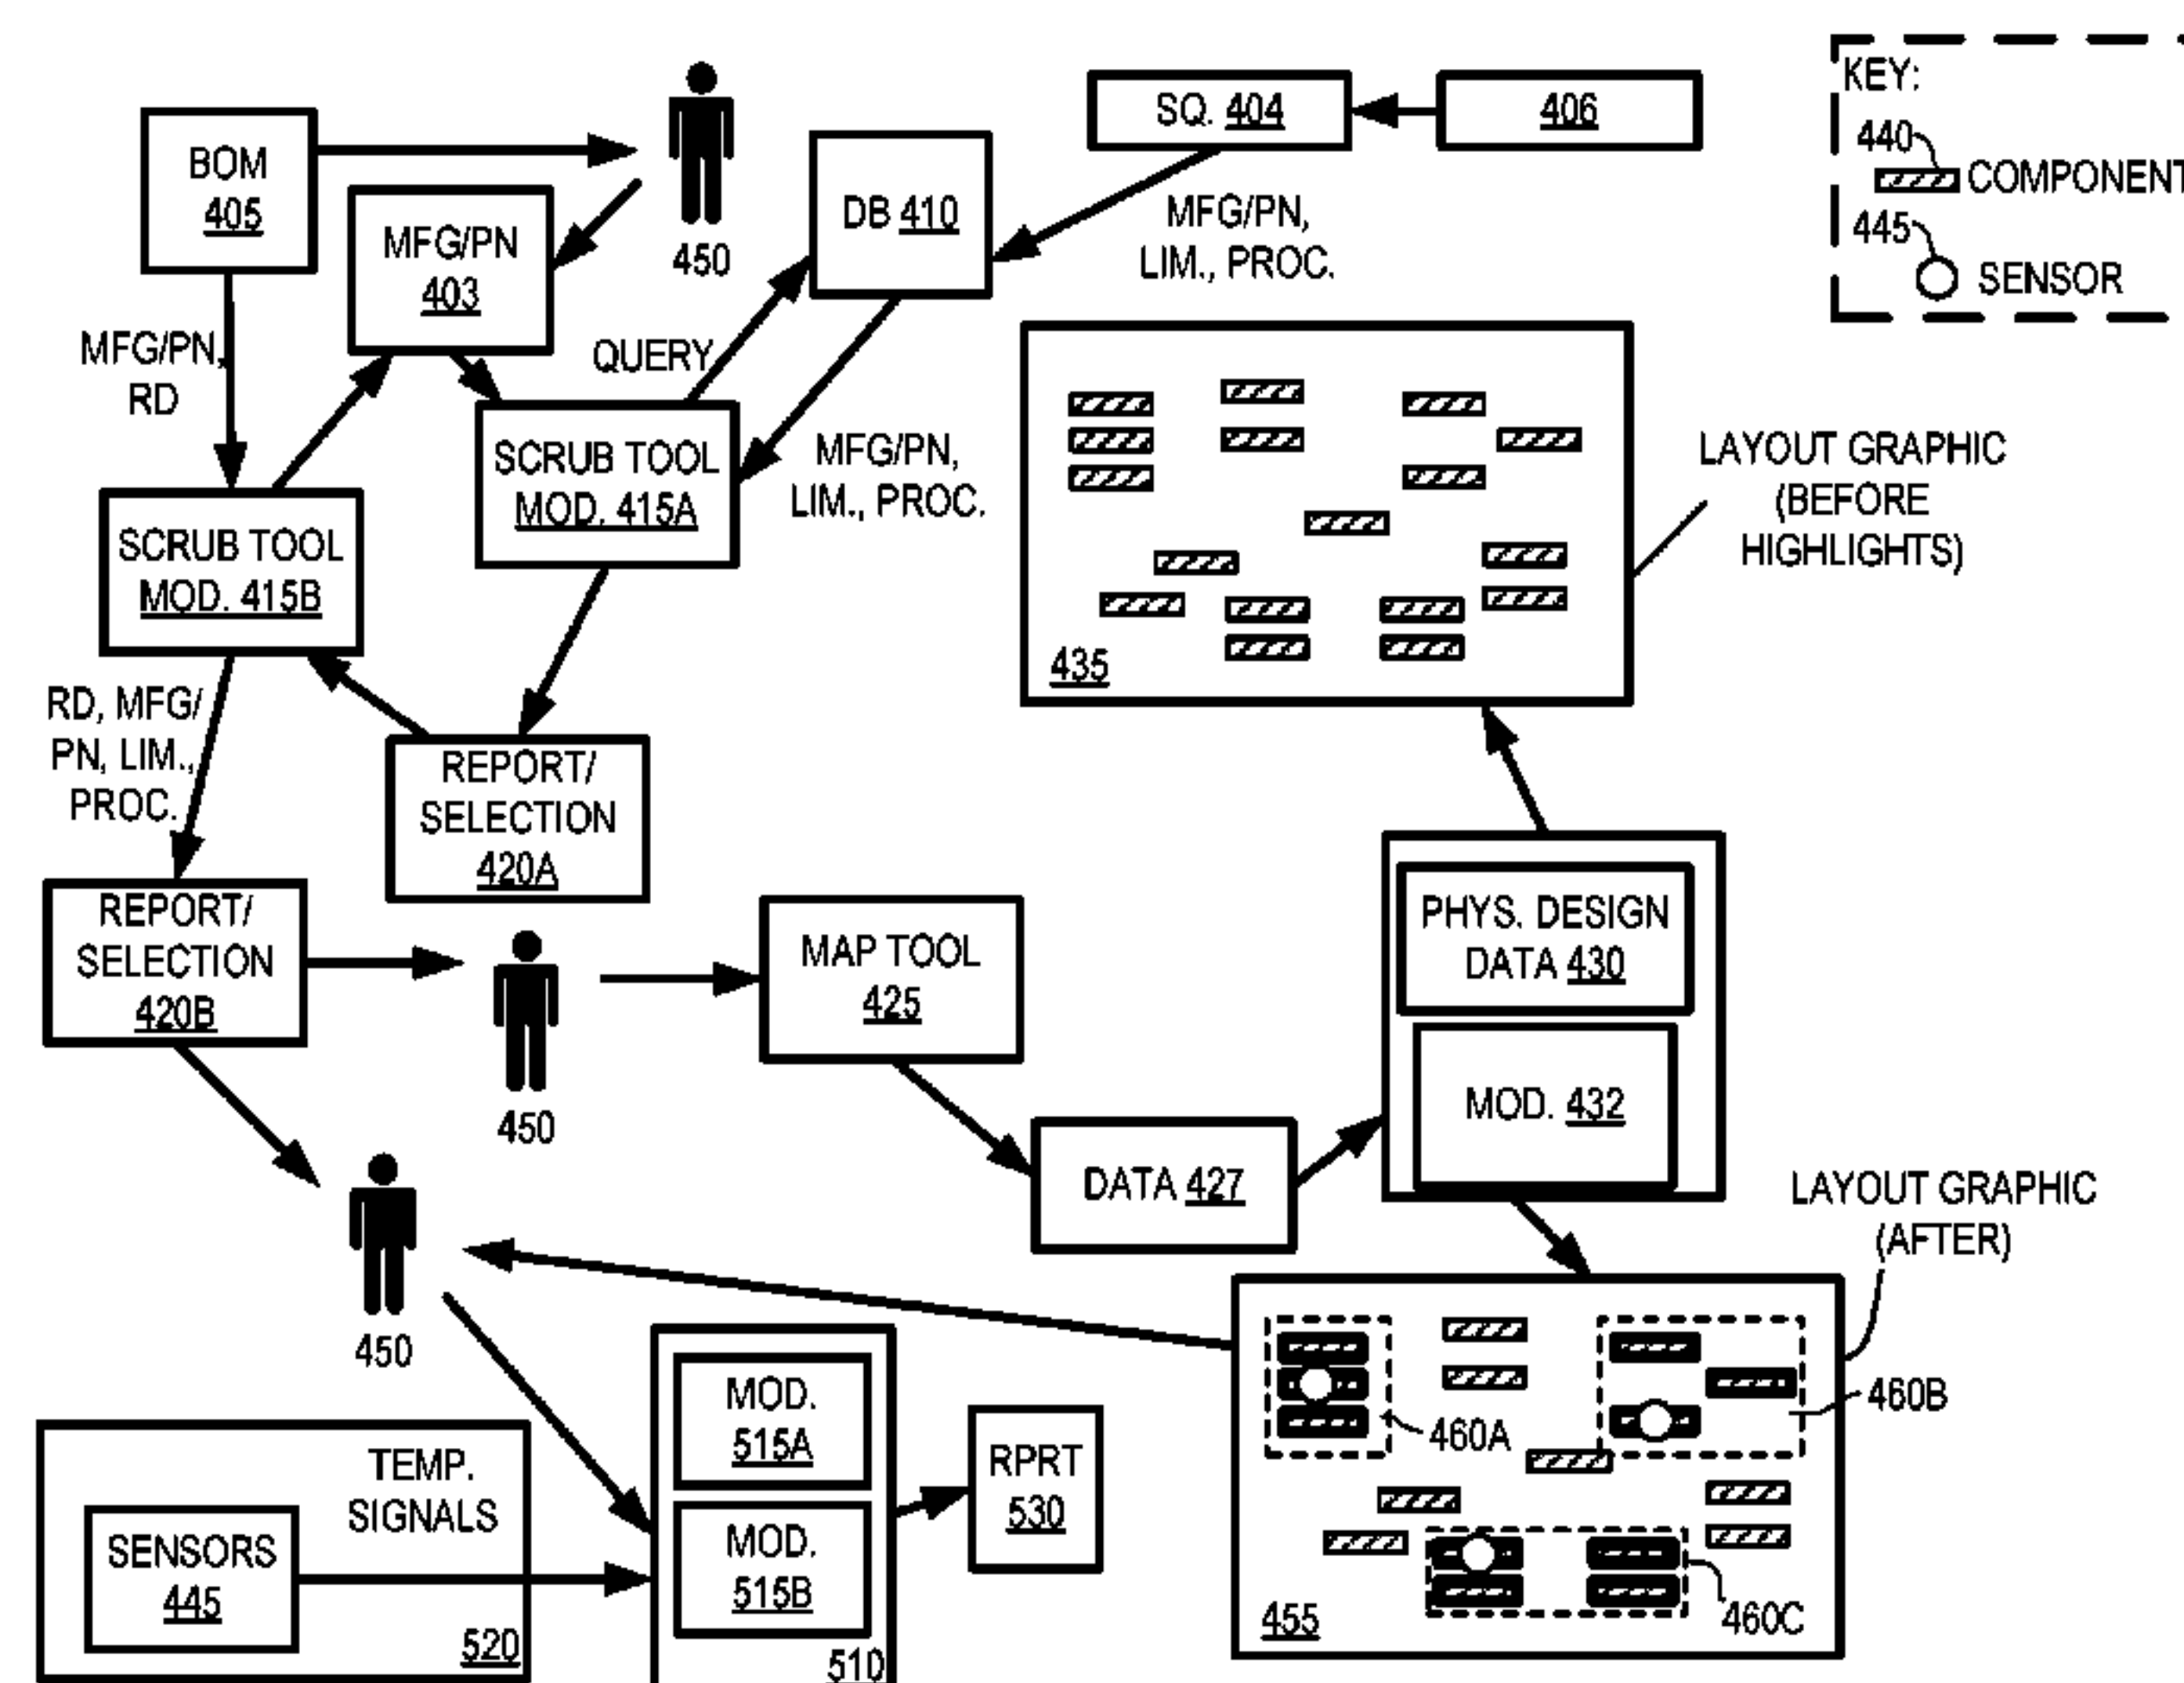 BOM
405
MFG/PN
403
450
DB 410
SQ. 404
406
KEY:
440
COMPONENT
445
SENSOR
MFG/PN,
LIM., PROC.
MFG/PN,
RD
QUERY
SCRUB TOOL
MOD. 415A
MFG/PN,
LIM., PROC.
SCRUB TOOL
MOD. 415B
LAYOUT GRAPHIC
(BEFORE
HIGHLIGHTS)
435
RD, MFG/
PN, LIM.,
PROC.
REPORT/
SELECTION
420A
REPORT/
SELECTION
420B
450
MAP TOOL
425
PHYS. DESIGN
DATA 430
MOD. 432
DATA 427
LAYOUT GRAPHIC
(AFTER)
450
460A
460B
460C
455
TEMP.
SIGNALS
SENSORS
445
520
MOD.
515A
MOD.
515B
510
RPRT
530